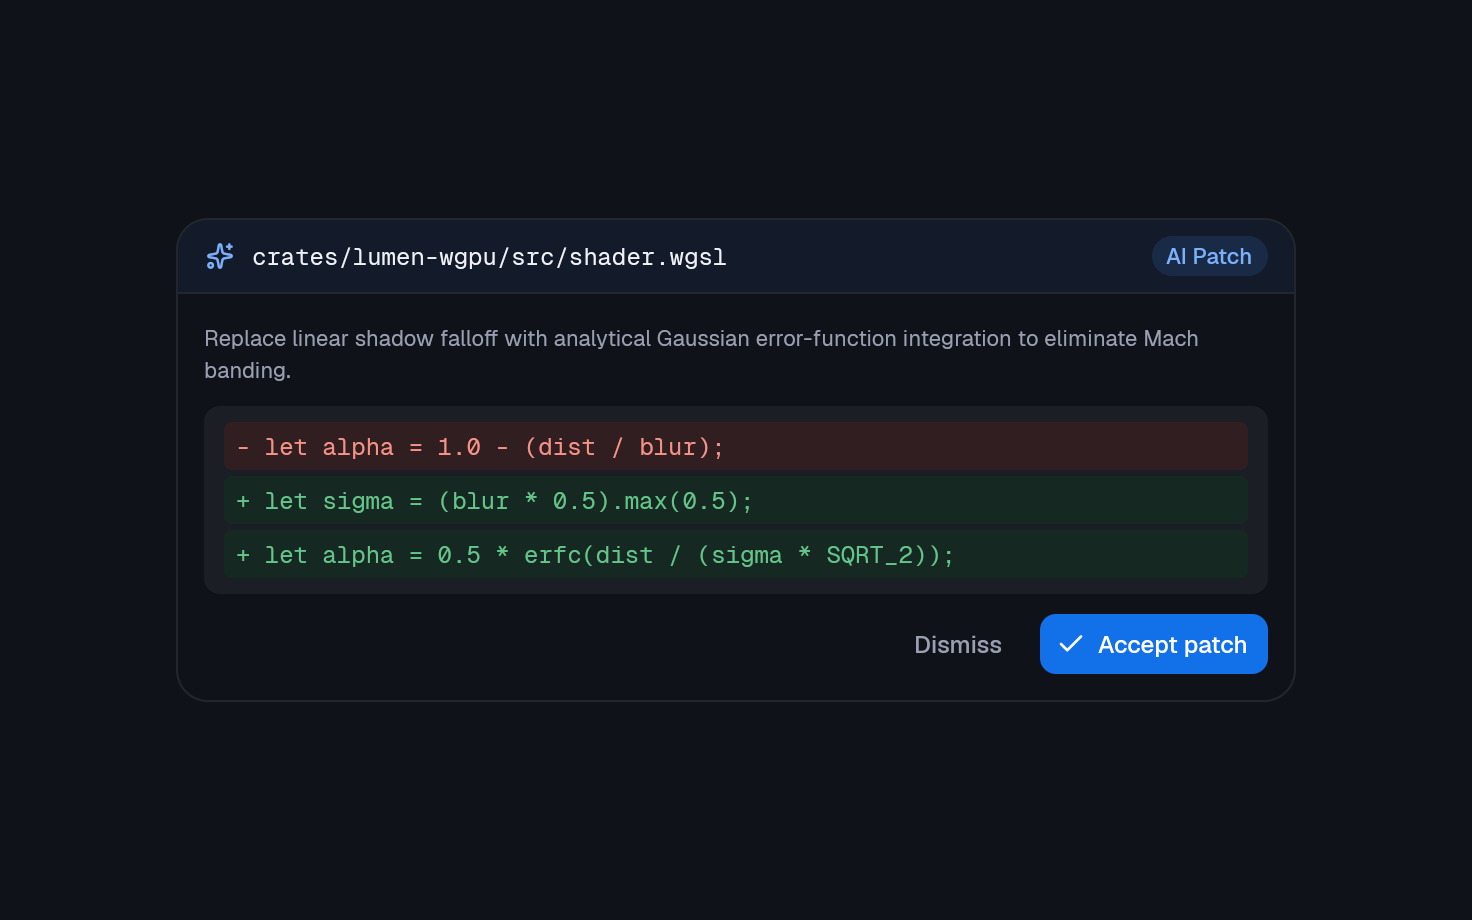 crates/lumen-wgpu/src/shader.wgsl
AI Patch
Replace linear shadow falloff with analytical Gaussian error-function integration to eliminate Mach
banding.
- let alpha = 1.0 - (dist / blur);
+ let sigma = (blur * 0.5).max(0.5);
+ let alpha = 0.5 * erfc(dist / (sigma * SQRT_2));
Dismiss
Accept patch